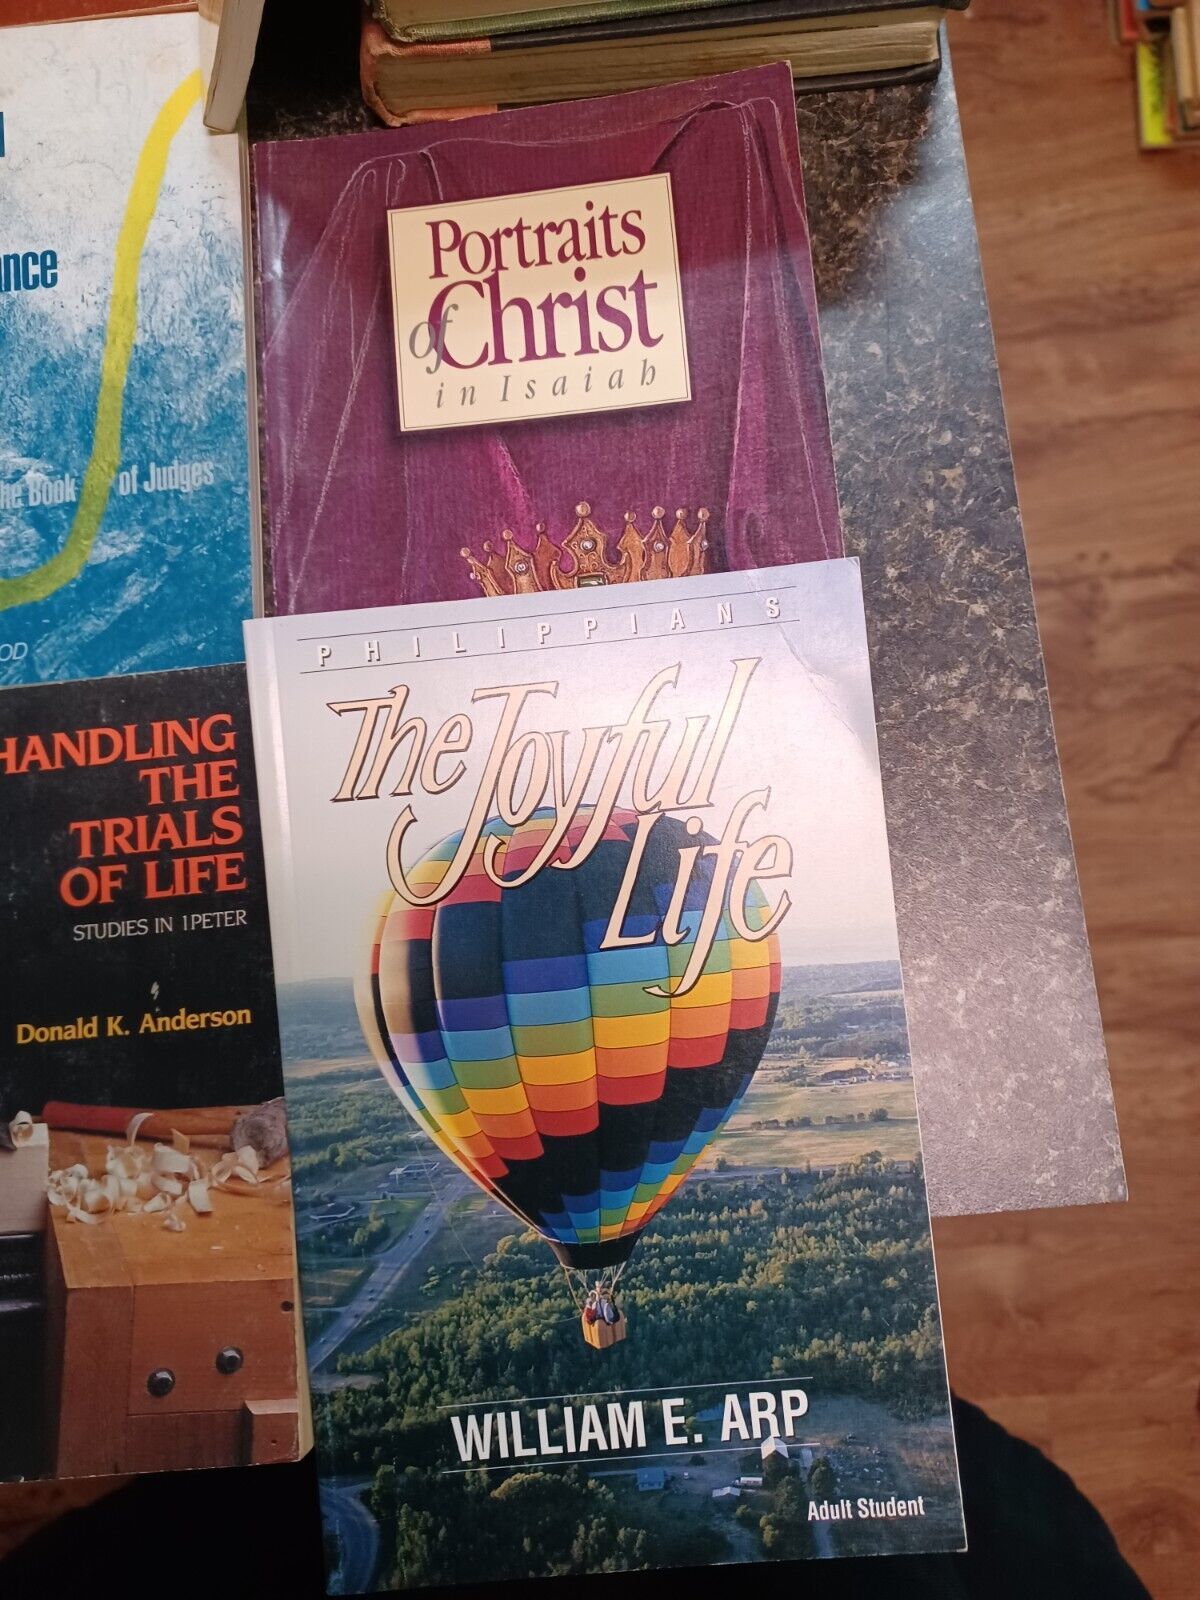 ance
the Book of Judges
OD
Portraits
of Christ
in Isaiah
HANDLING
THE
TRIALS
OF LIFE
STUDIES IN 1 PETER
Donald K. Anderson
PHILIPPIANS
The Joyful
Life
WILLIAM E. ARP
Adult Student